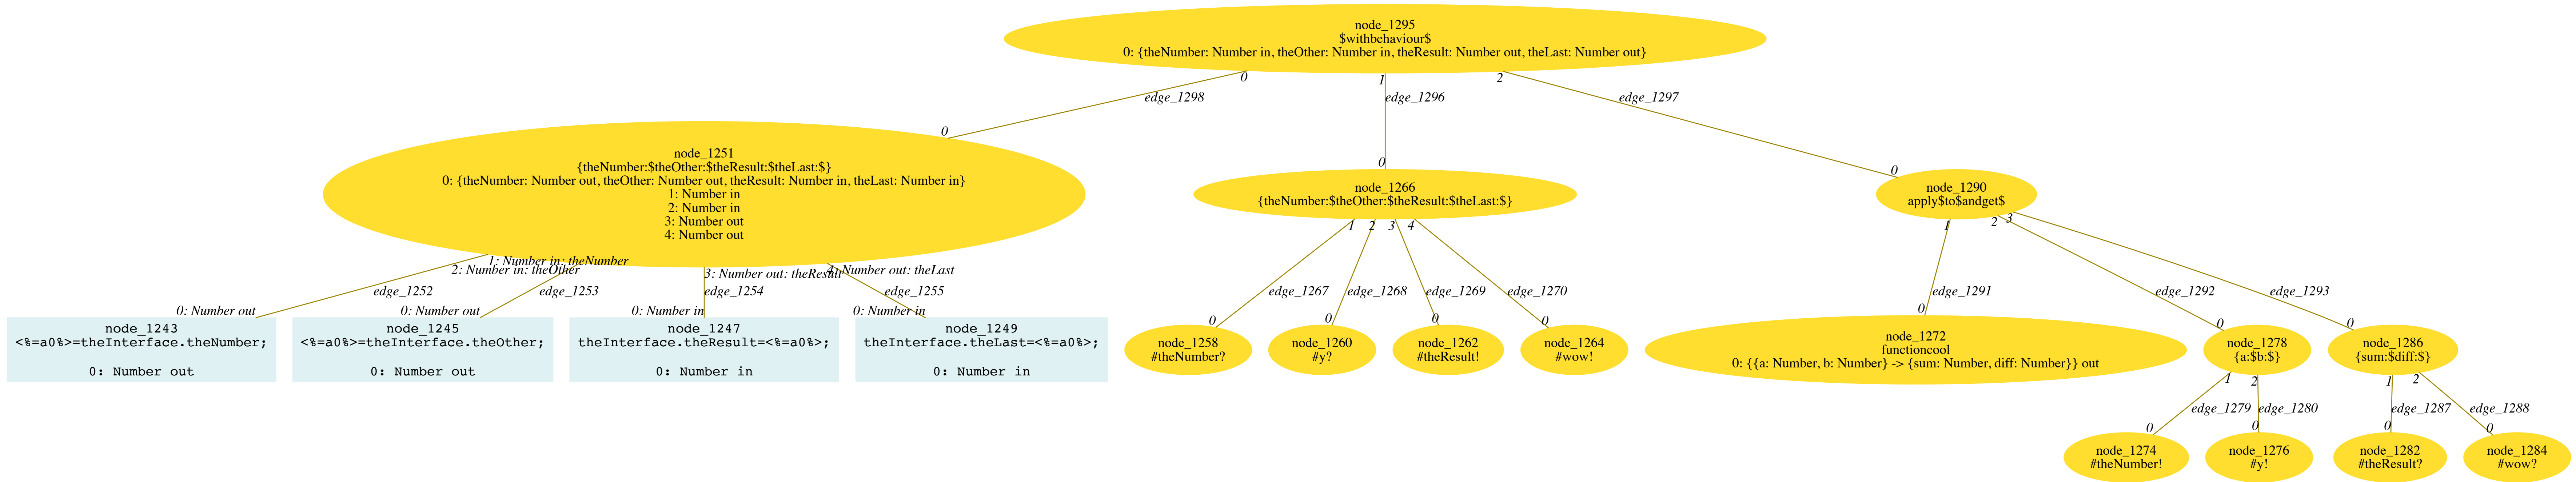 node_1295
$withbehaviour$
0: {theNumber: Number in, theOther: Number in, theResult: Number out, theLast: Number out}
0
1
2
edge_1298
edge_1296
edge_1297
0
0
0
node_1251
{theNumber:$theOther:$theResult:$theLast:$}
0: {theNumber: Number out, theOther: Number out, theResult: Number in, theLast: Number in}
1: Number in
2: Number in
3: Number out
4: Number out
node_1266
{theNumber:$theOther:$theResult:$theLast:$}
node_1290
apply$to$andget$
1: Number in: theNumber
2: Number in: theOther
3: Number out: theResult
4: Number out: theLast
1
2
3
4
1
2
3
edge_1252
edge_1253
edge_1254
edge_1255
edge_1267
edge_1268
edge_1269
edge_1270
edge_1291
edge_1292
edge_1293
0: Number out
0: Number out
0: Number in
0: Number in
0
0
0
0
0
0
0
node_1243
<%=a0%>=theInterface.theNumber;
0: Number out
node_1245
<%=a0%>=theInterface.theOther;
0: Number out
node_1247
theInterface.theResult=<%=a0%>;
0: Number in
node_1249
theInterface.theLast=<%=a0%>;
0: Number in
node_1258
#theNumber?
node_1260
#y?
node_1262
#theResult!
node_1264
#wow!
node_1272
functioncool
0: {{a: Number, b: Number} -> {sum: Number, diff: Number}} out
node_1278
{a:$b:$}
node_1286
{sum:$diff:$}
1
2
1
2
edge_1279
edge_1280
edge_1287
edge_1288
0
0
0
0
node_1274
#theNumber!
node_1276
#y!
node_1282
#theResult?
node_1284
#wow?